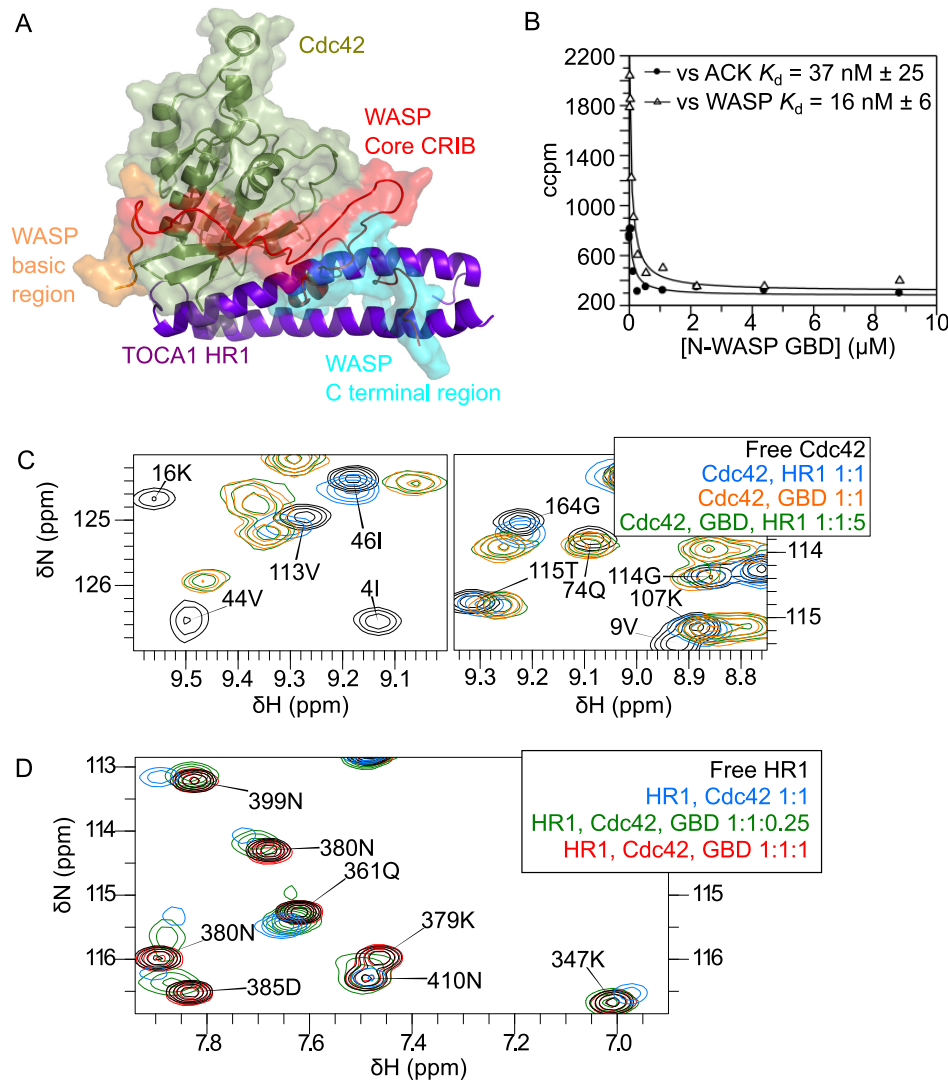 A
Cdc42
WASP
Core CRIB
WASP
basic
region
TOCA1 HR1
WASP
C terminal region
B
2200
2000
1800
1600
1400
1200
1000
800
600
400
200
ccpm
vs ACK Kd = 37 nM ± 25
vs WASP Kd = 16 nM ± 6
0 2 4 6 8 10
[N-WASP GBD] (µM)
C
Free Cdc42
Cdc42, HR1 1:1
Cdc42, GBD 1:1
Cdc42, GBD, HR1 1:1:5
16K
46I
113V
44V
4I
125
126
δN (ppm)
9.5 9.4 9.3 9.2 9.1
δH (ppm)
164G
115T
74Q
114G
107K
9V
114
115
9.3 9.2 9.1 9.0 8.9 8.8
δH (ppm)
D
Free HR1
HR1, Cdc42 1:1
HR1, Cdc42, GBD 1:1:0.25
HR1, Cdc42, GBD 1:1:1
113
114
115
116
δN (ppm)
399N
380N
361Q
380N
385D
379K
410N
347K
115
116
7.8 7.6 7.4 7.2 7.0
δH (ppm)